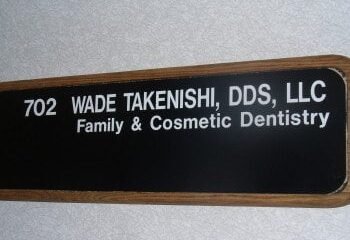 702 WADE TAKENISHI, DDS, LLC
Family & Cosmetic Dentistry